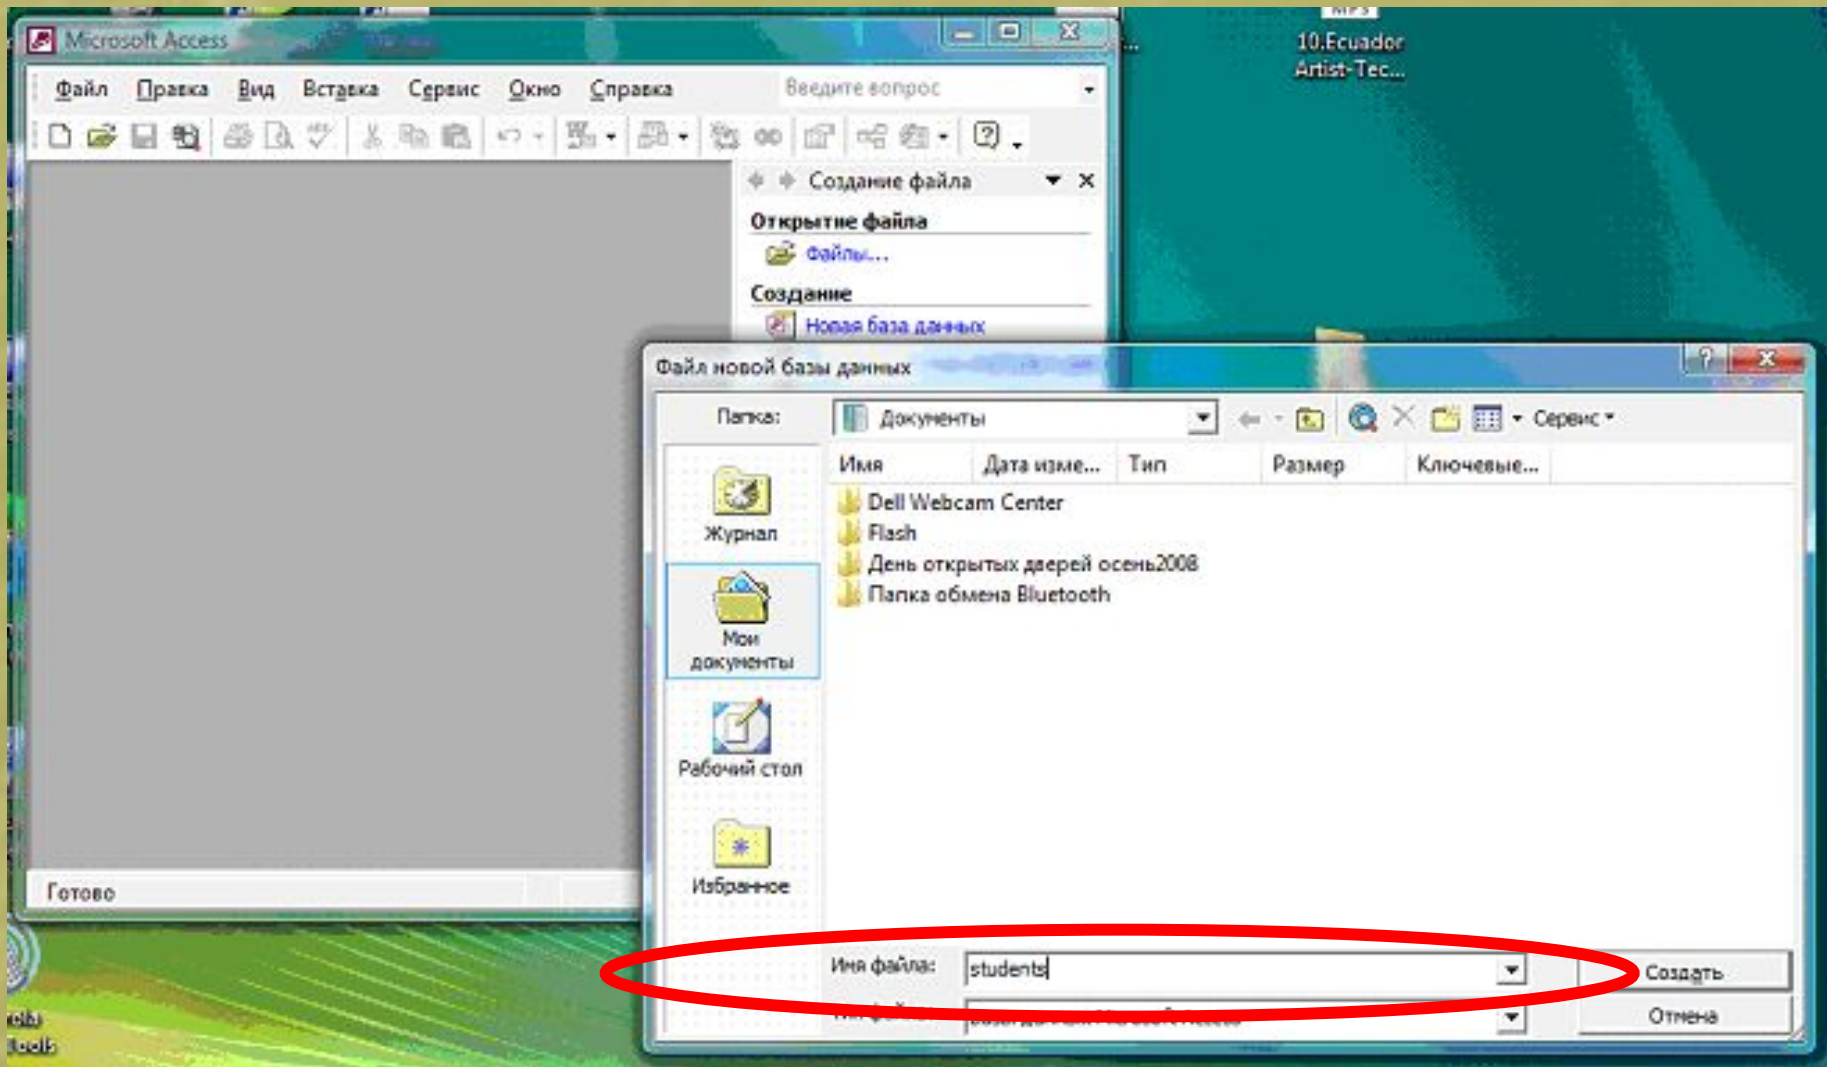 MP3
10.Ecuador
Artist-Tec...
...
Microsoft Access
Файл Правка Вид Вставка Сервис Окно Справка
Введите вопрос
Создание файла
Открытие файла
Файлы...
Создание
Новая база данных
Файл новой базы данных
Папка:
Документы
Сервис
Имя Дата изме... Тип Размер Ключевые...
Dell Webcam Center
Flash
День открытых дверей осень2008
Папка обмена Bluetooth
Журнал
Мои
документы
Рабочий стол
Избранное
Имя файла:
students
Создать
Отмена
Готово